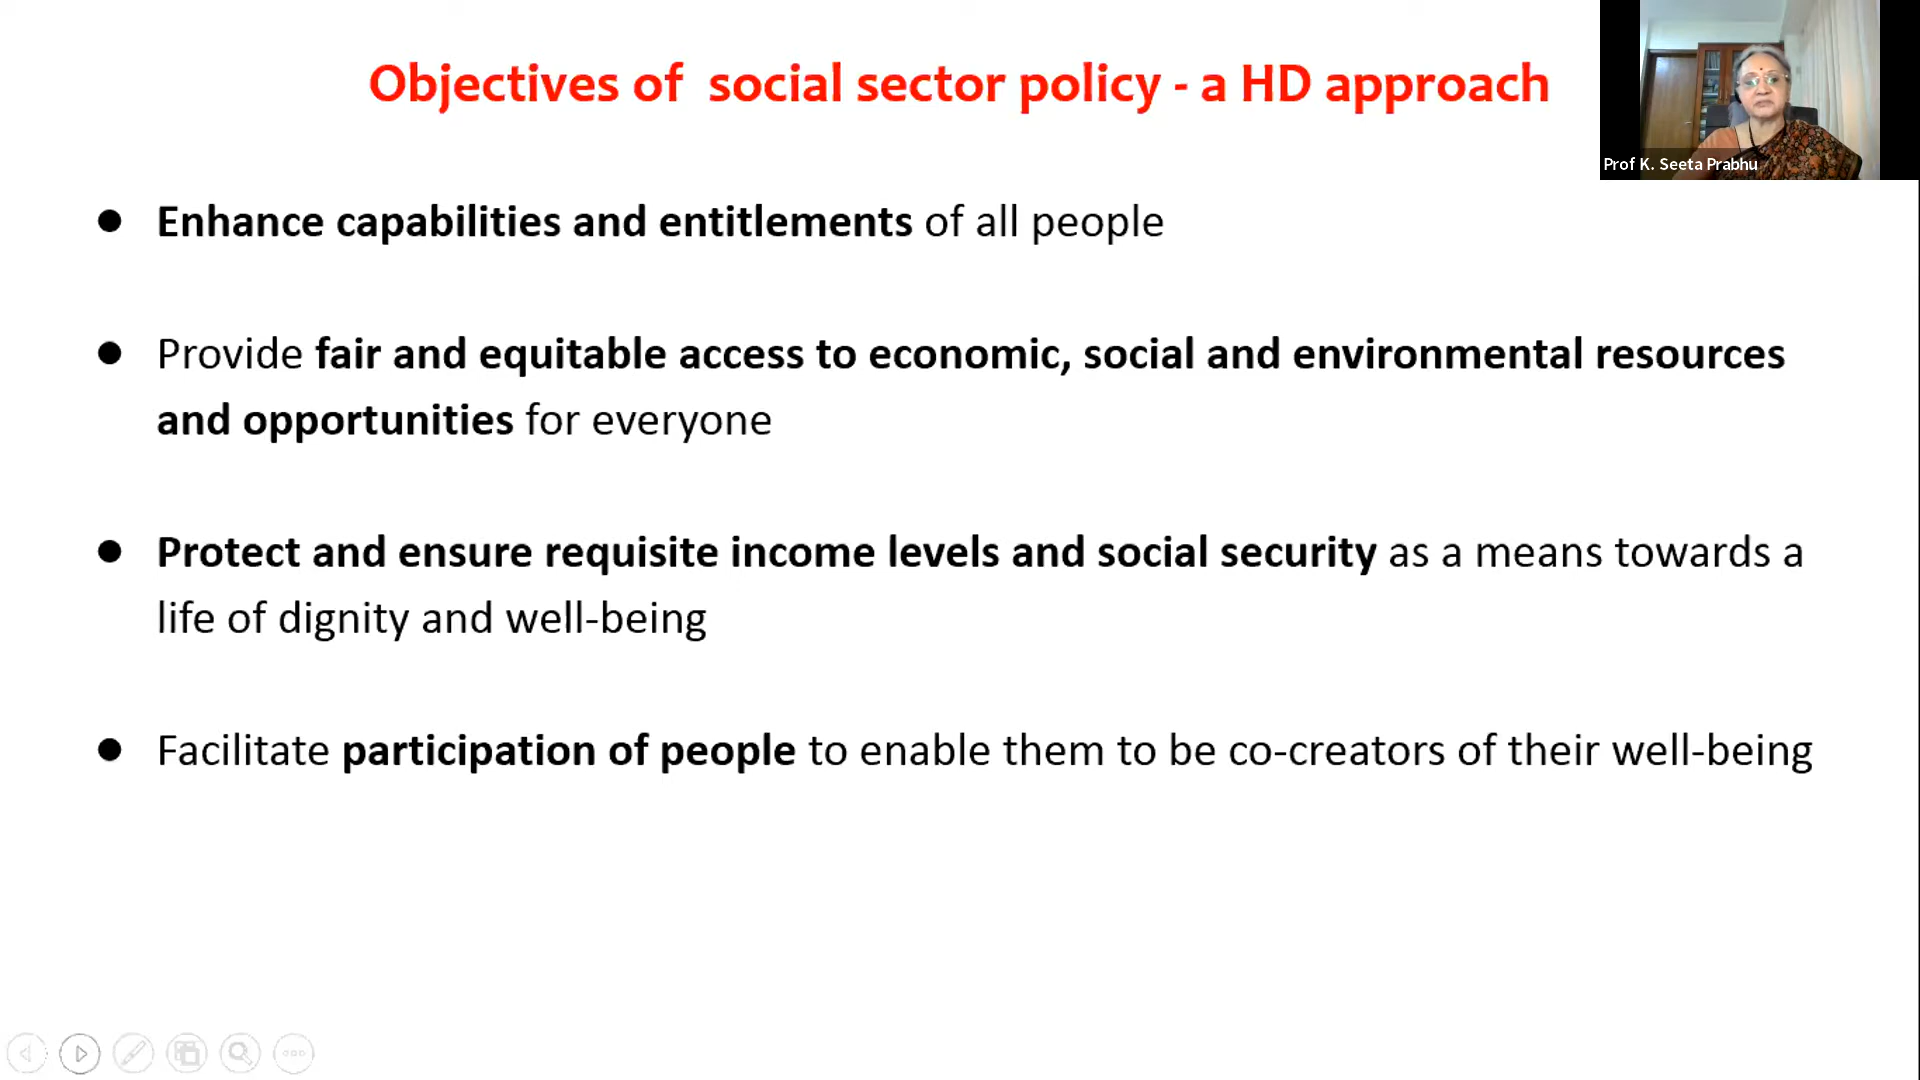 Objectives of social sector policy - a HD approach
Prof K. Seeta Prabhu
● Enhance capabilities and entitlements of all people
● Provide fair and equitable access to economic, social and environmental resources
and opportunities for everyone
● Protect and ensure requisite income levels and social security as a means towards a
life of dignity and well-being
● Facilitate participation of people to enable them to be co-creators of their well-being